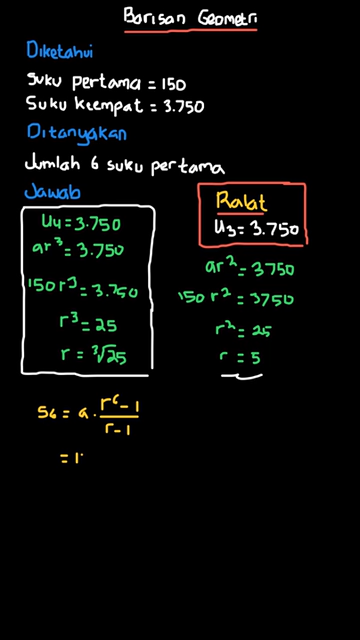 Barisan Geometri
Diketahui
Suku pertama = 150
Suku keempat = 3.750
Ditanyakan
Jumlah 6 suku pertama
Jawab
U4 = 3.750
ar³ = 3.750
150 r³ = 3.750
r³ = 25
r = ³√25
Ralat
U3 = 3.750
ar² = 3750
150 r² = 3750
r² = 25
r = 5
S6 = a . r⁶ - 1 / r - 1
= 1